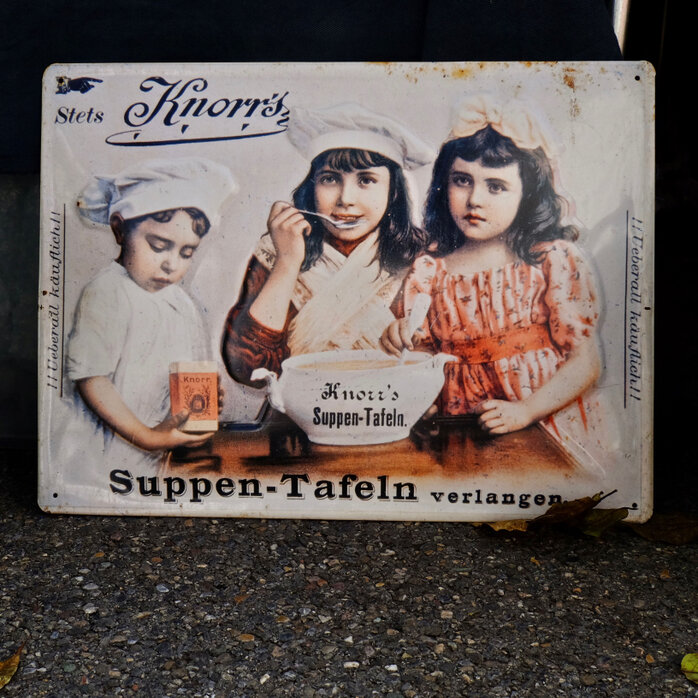 Stets Knorr's
!! Ueberall käuflich!!
!! Ueberall käuflich!!
Knorr
Knorr's
Suppen-Tafeln.
Suppen-Tafeln verlangen